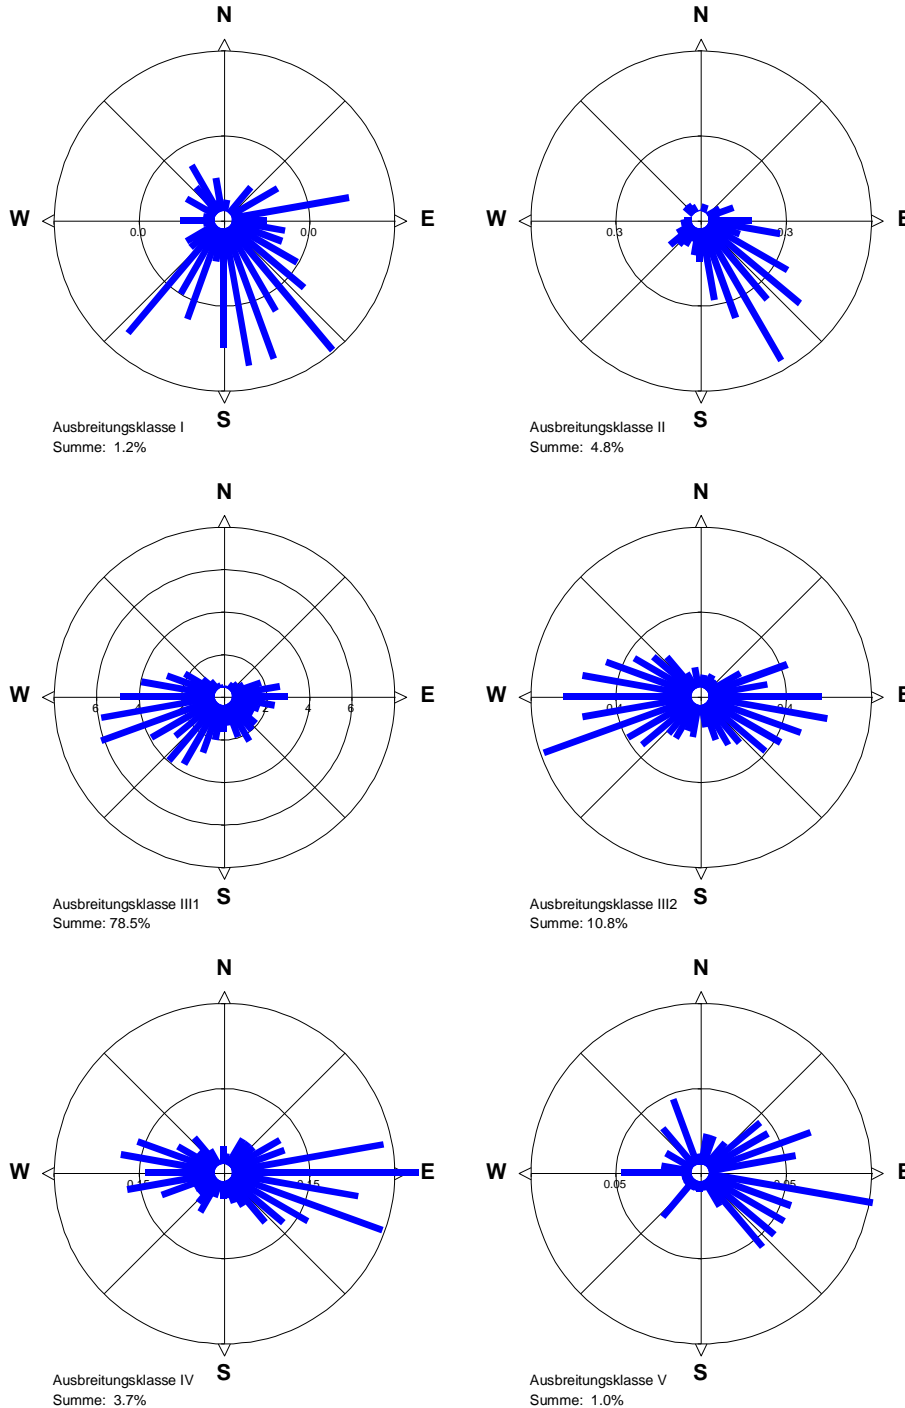 N
N
W
0.0
0.0
E
W
0.3
0.3
E
S
S
Ausbreitungsklasse I
Summe: 1.2%
Ausbreitungsklasse II
Summe: 4.8%
N
N
W
6
4
2
4
6
E
W
0.4
0.4
E
S
S
Ausbreitungsklasse III1
Summe: 78.5%
Ausbreitungsklasse III2
Summe: 10.8%
N
N
W
0.15
0.15
E
W
0.05
0.05
E
S
S
Ausbreitungsklasse IV
Summe: 3.7%
Ausbreitungsklasse V
Summe: 1.0%